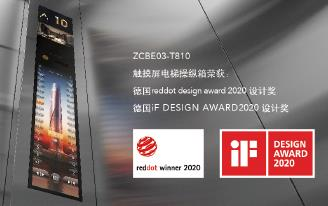 10
ZCBE03-T810
触摸屏电梯操纵箱荣获：
德国reddot design award 2020 设计奖
德国iF DESIGN AWARD2020 设计奖
reddot winner 2020
iF
DESIGN
AWARD
2020